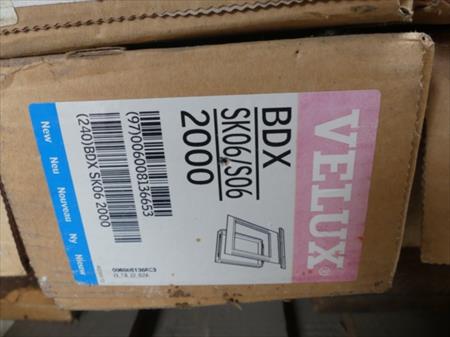 VELUX®
BDX
SK06/S06
2000
(97)006008136653
(240)BDX SK06 2000
New Neu Nouveau Ny Nieuw